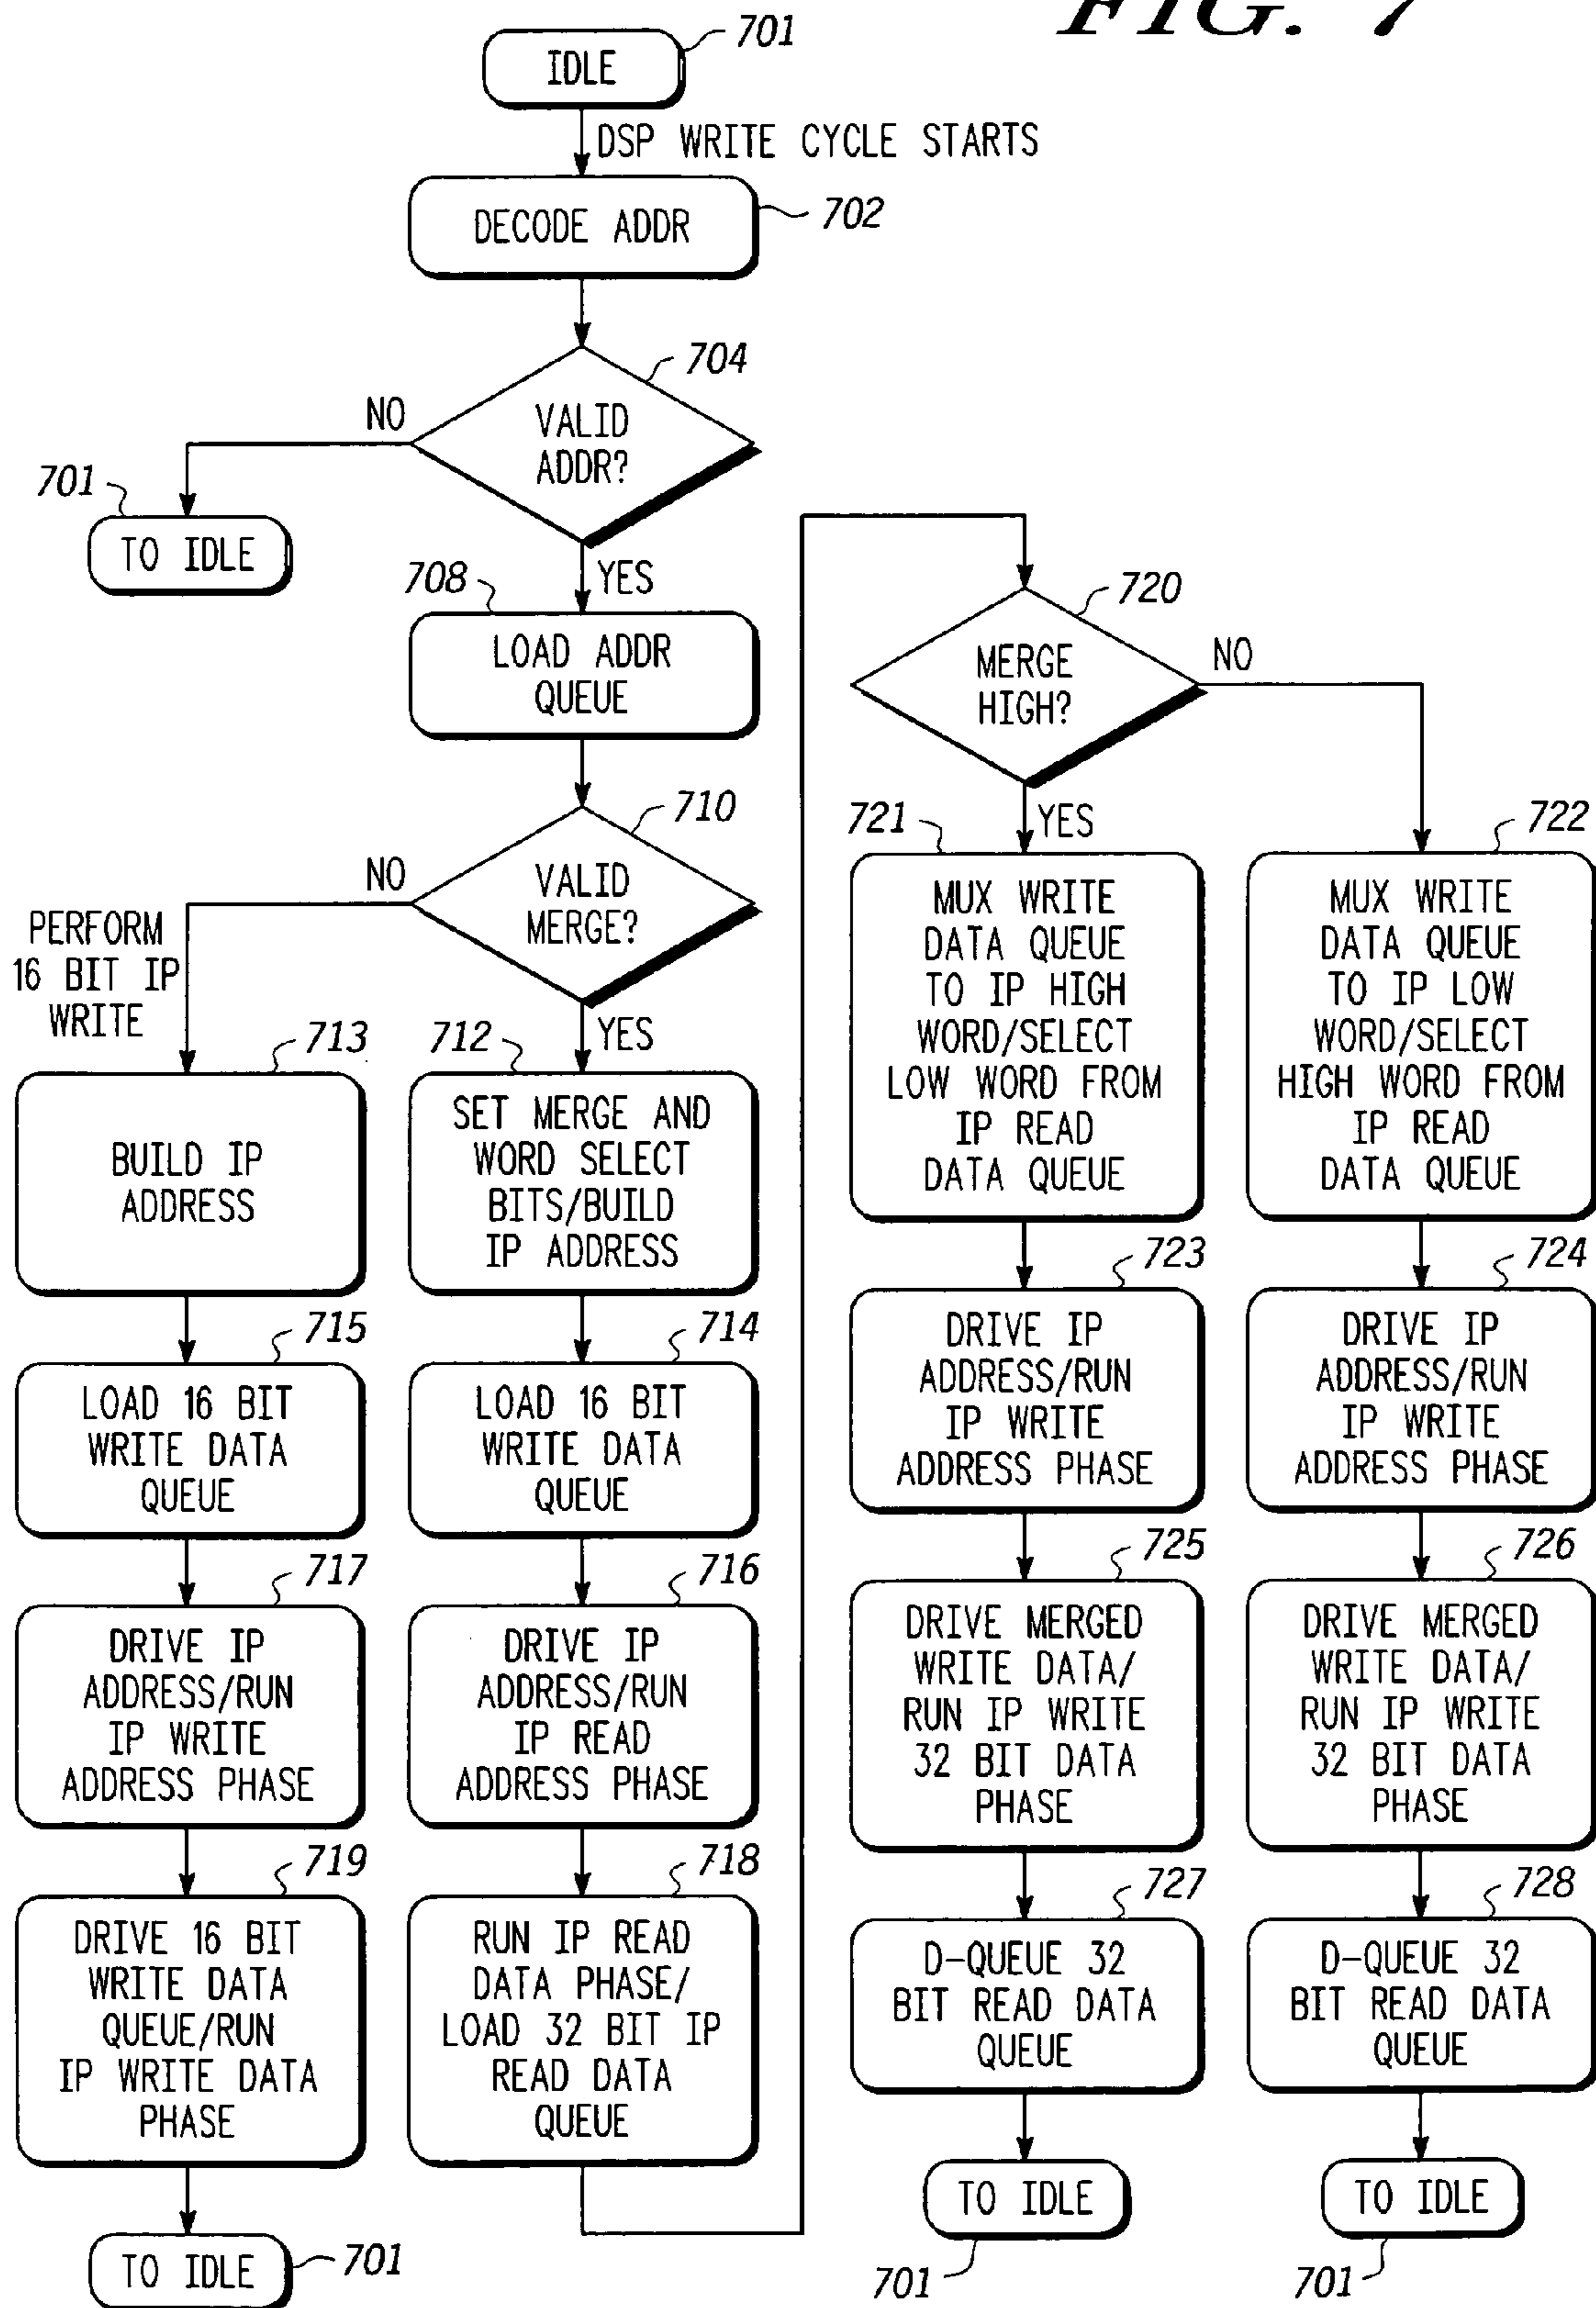 FIG. 7
701
IDLE
DSP WRITE CYCLE STARTS
DECODE ADDR
702
704
VALID
ADDR?
NO
701
TO IDLE
YES
708
LOAD ADDR
QUEUE
710
VALID
MERGE?
NO
PERFORM
16 BIT IP
WRITE
713
BUILD IP
ADDRESS
715
LOAD 16 BIT
WRITE DATA
QUEUE
717
DRIVE IP
ADDRESS/RUN
IP WRITE
ADDRESS PHASE
719
DRIVE 16 BIT
WRITE DATA
QUEUE/RUN
IP WRITE DATA
PHASE
TO IDLE
701
YES
712
SET MERGE AND
WORD SELECT
BITS/BUILD
IP ADDRESS
714
LOAD 16 BIT
WRITE DATA
QUEUE
716
DRIVE IP
ADDRESS/RUN
IP READ
ADDRESS PHASE
718
RUN IP READ
DATA PHASE/
LOAD 32 BIT IP
READ DATA
QUEUE
720
MERGE
HIGH?
NO
YES
721
MUX WRITE
DATA QUEUE
TO IP HIGH
WORD/SELECT
LOW WORD FROM
IP READ
DATA QUEUE
723
DRIVE IP
ADDRESS/RUN
IP WRITE
ADDRESS PHASE
725
DRIVE MERGED
WRITE DATA/
RUN IP WRITE
32 BIT DATA
PHASE
727
D-QUEUE 32
BIT READ DATA
QUEUE
TO IDLE
701
722
MUX WRITE
DATA QUEUE
TO IP LOW
WORD/SELECT
HIGH WORD FROM
IP READ
DATA QUEUE
724
DRIVE IP
ADDRESS/RUN
IP WRITE
ADDRESS PHASE
726
DRIVE MERGED
WRITE DATA/
RUN IP WRITE
32 BIT DATA
PHASE
728
D-QUEUE 32
BIT READ DATA
QUEUE
TO IDLE
701